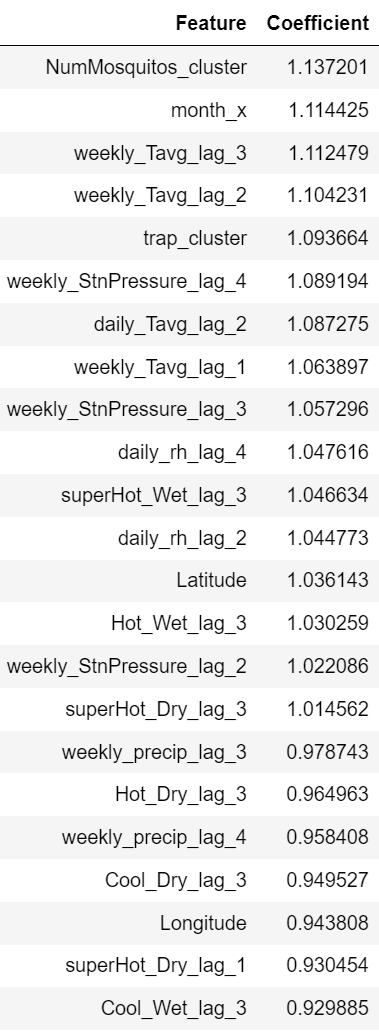 Feature Coefficient
NumMosquitos_cluster 1.137201
month_x 1.114425
weekly_Tavg_lag_3 1.112479
weekly_Tavg_lag_2 1.104231
trap_cluster 1.093664
weekly_StnPressure_lag_4 1.089194
daily_Tavg_lag_2 1.087275
weekly_Tavg_lag_1 1.063897
weekly_StnPressure_lag_3 1.057296
daily_rh_lag_4 1.047616
superHot_Wet_lag_3 1.046634
daily_rh_lag_2 1.044773
Latitude 1.036143
Hot_Wet_lag_3 1.030259
weekly_StnPressure_lag_2 1.022086
superHot_Dry_lag_3 1.014562
weekly_precip_lag_3 0.978743
Hot_Dry_lag_3 0.964963
weekly_precip_lag_4 0.958408
Cool_Dry_lag_3 0.949527
Longitude 0.943808
superHot_Dry_lag_1 0.930454
Cool_Wet_lag_3 0.929885